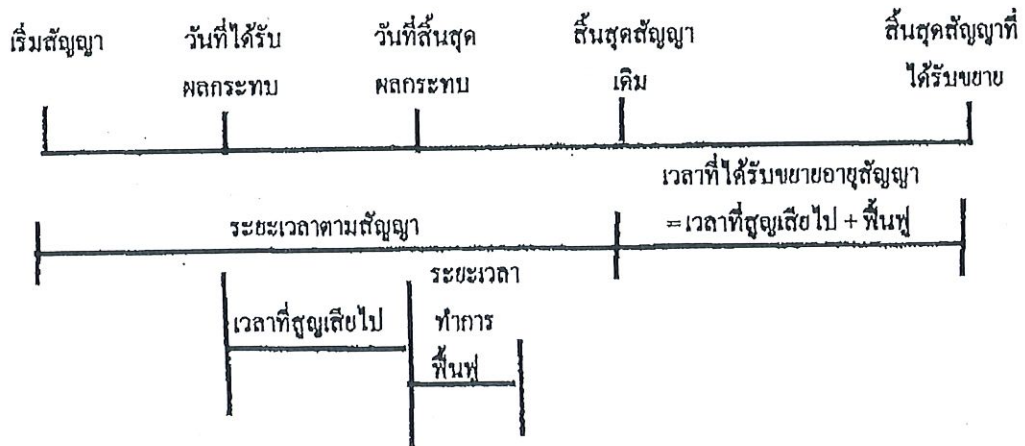 เริ่มสัญญา วันที่ได้รับ วันที่สิ้นสุด สิ้นสุดสัญญา สิ้นสุดสัญญาที่
ผลกระทบ ผลกระทบ เดิม ได้รับขยาย
เวลาที่ได้รับขยายอายุสัญญา
ระยะเวลาตามสัญญา =เวลาที่สูญเสียไป + ฟื้นฟู
ระยะเวลา
เวลาที่สูญเสียไป ทำการ
ฟื้นฟู